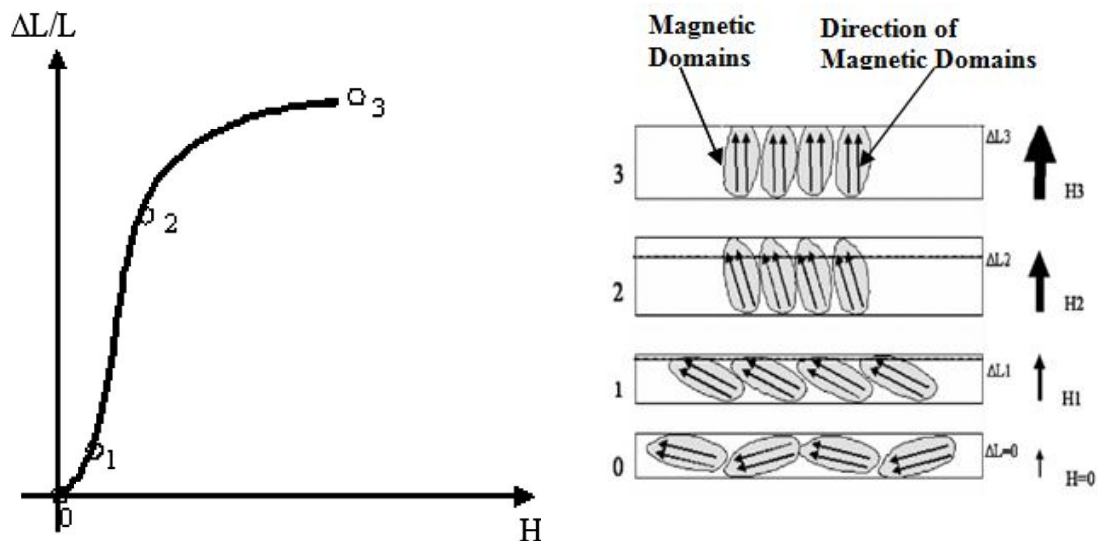 ΔL/L
3
2
1
0
H
Magnetic
Domains
Direction of
Magnetic Domains
3
ΔL3
H3
2
ΔL2
H2
1
ΔL1
H1
0
ΔL=0
H=0